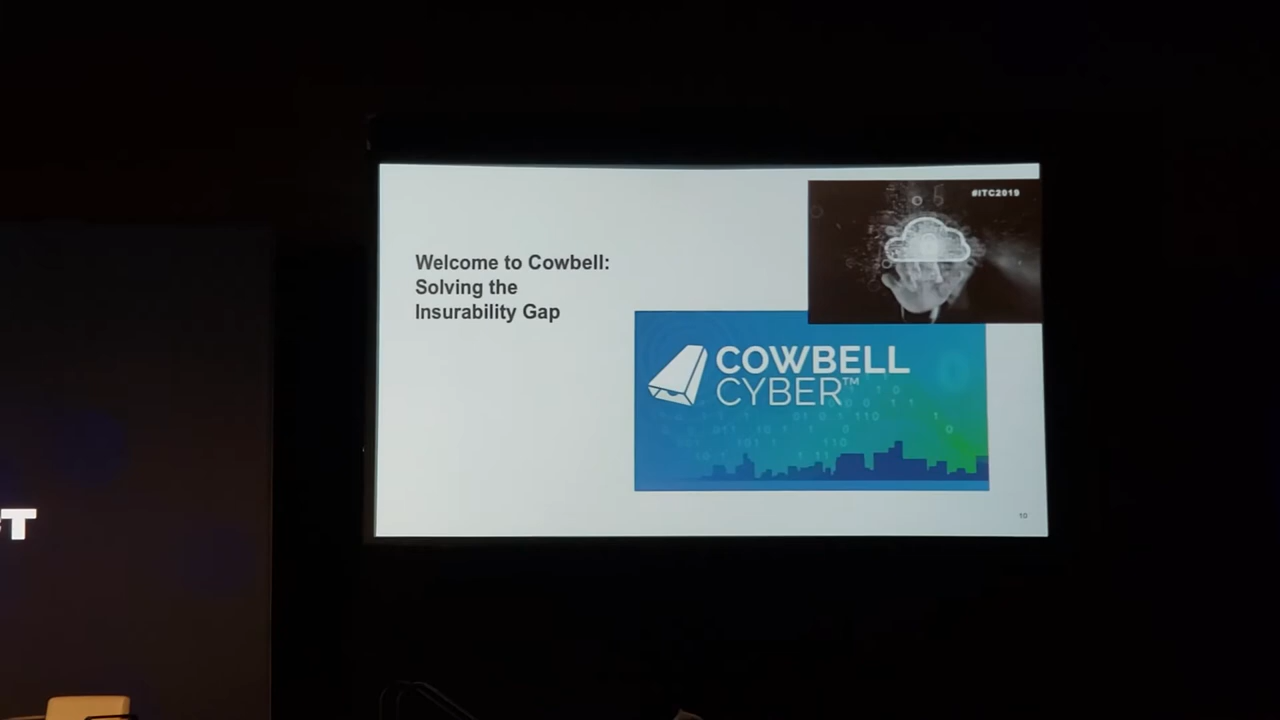 #ITC2019
Welcome to Cowbell:
Solving the
Insurability Gap
COWBELL
CYBER™
10
T